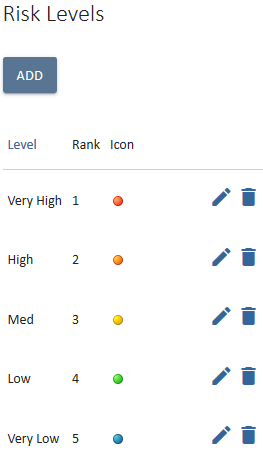 Risk Levels
ADD
Level Rank Icon
Very High 1
High 2
Med 3
Low 4
Very Low 5